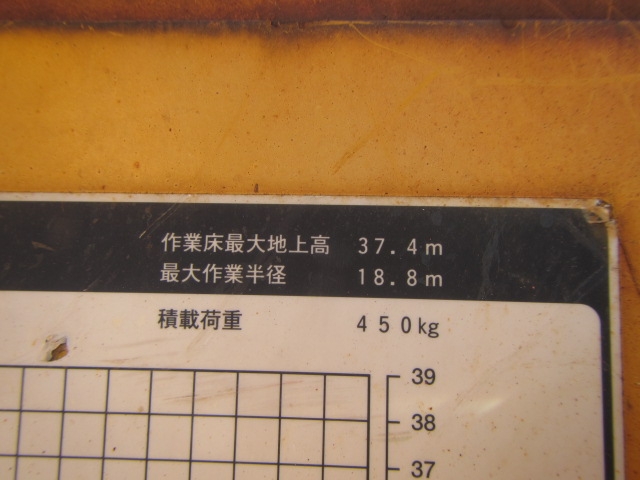 作業床最大地上高 37.4m
最大作業半径 18.8m
積載荷重 450kg
39
38
37